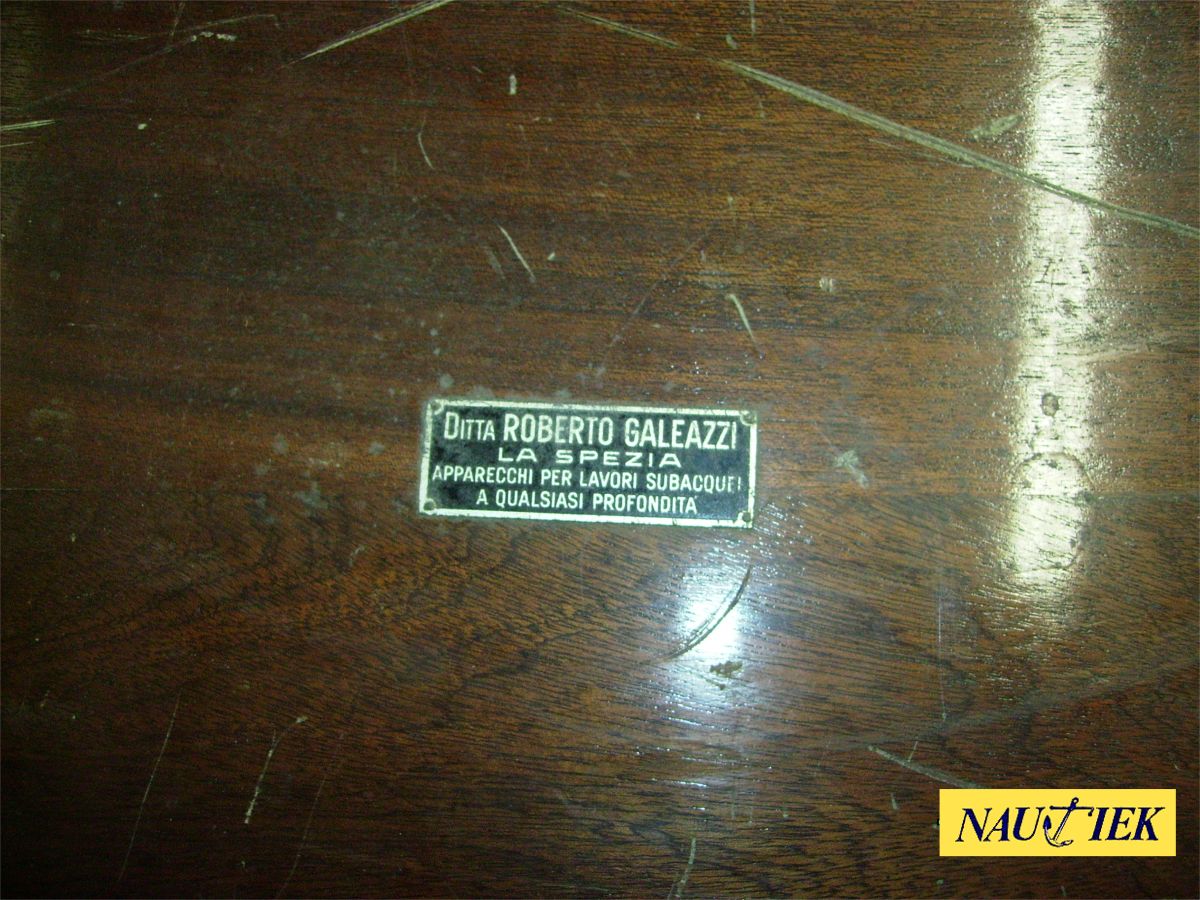 DITTA ROBERTO GALEAZZI
LA SPEZIA
APPARECCHI PER LAVORI SUBACQUEI
A QUALSIASI PROFONDITA'
NAUTIEK